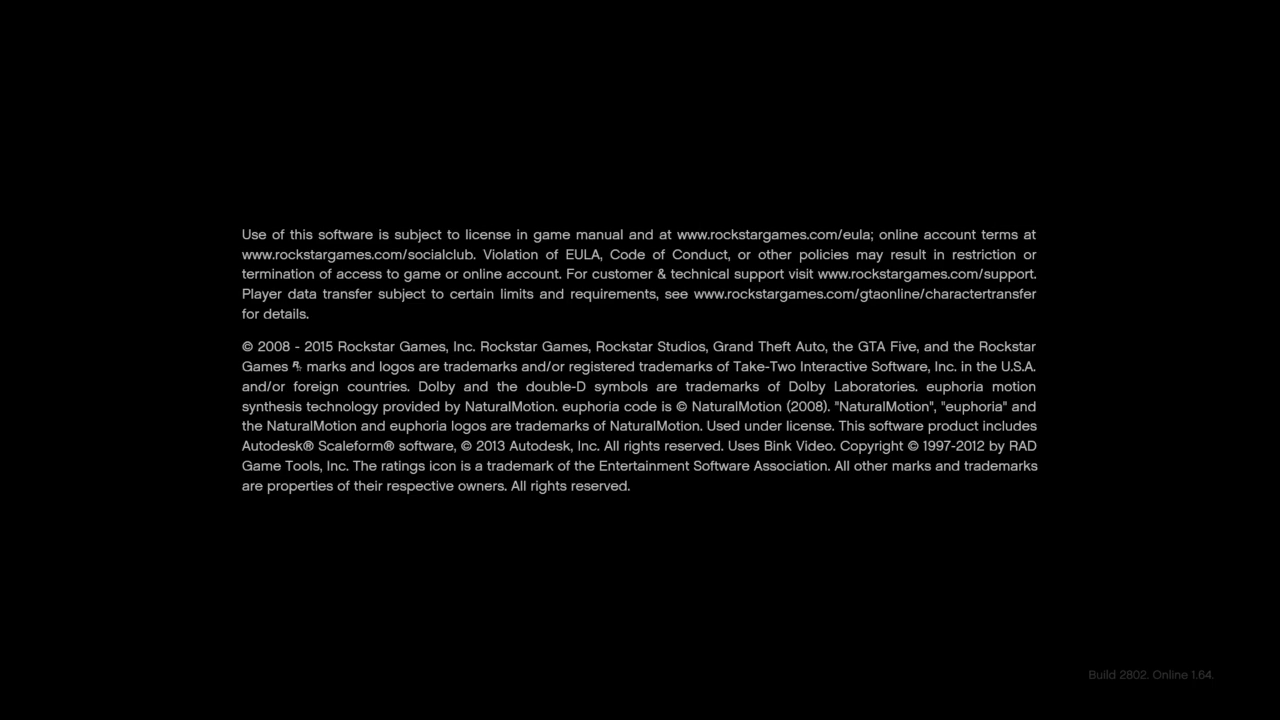 Use of this software is subject to license in game manual and at www.rockstargames.com/eula; online account terms at
www.rockstargames.com/socialclub. Violation of EULA, Code of Conduct, or other policies may result in restriction or
termination of access to game or online account. For customer & technical support visit www.rockstargames.com/support.
Player data transfer subject to certain limits and requirements, see www.rockstargames.com/gtaonline/charactertransfer
for details.
© 2008 - 2015 Rockstar Games, Inc. Rockstar Games, Rockstar Studios, Grand Theft Auto, the GTA Five, and the Rockstar
Games R* marks and logos are trademarks and/or registered trademarks of Take-Two Interactive Software, Inc. in the U.S.A.
and/or foreign countries. Dolby and the double-D symbols are trademarks of Dolby Laboratories. euphoria motion
synthesis technology provided by NaturalMotion. euphoria code is © NaturalMotion (2008). "NaturalMotion", "euphoria" and
the NaturalMotion and euphoria logos are trademarks of NaturalMotion. Used under license. This software product includes
Autodesk® Scaleform® software, © 2013 Autodesk, Inc. All rights reserved. Uses Bink Video. Copyright © 1997-2012 by RAD
Game Tools, Inc. The ratings icon is a trademark of the Entertainment Software Association. All other marks and trademarks
are properties of their respective owners. All rights reserved.
Build 2802. Online 1.64.